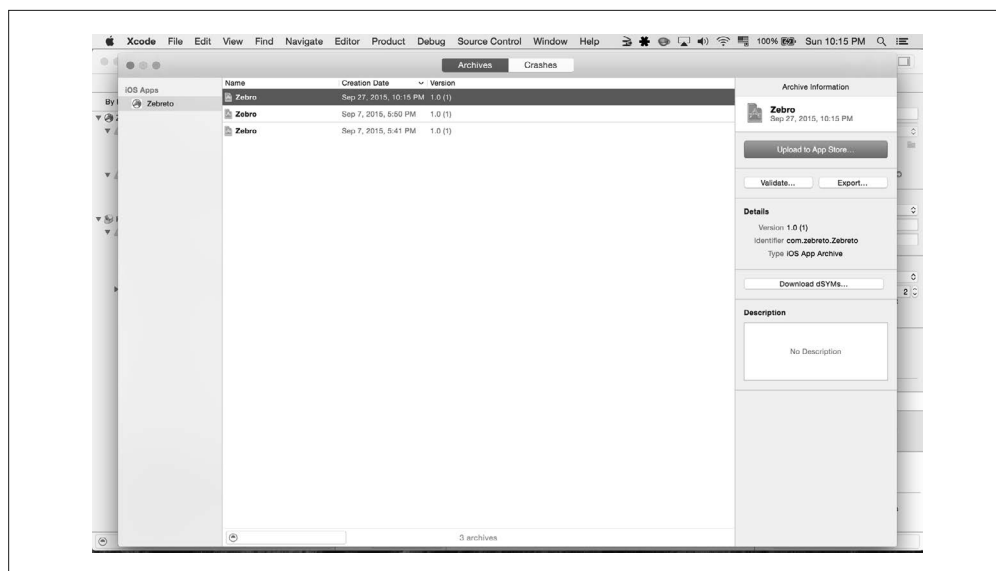 Xcode File Edit View Find Navigate Editor Product Debug Source Control Window Help 100% Sun 10:15 PM
Archives Crashes
iOS Apps
Zebreto
Name Creation Date Version
Zebro Sep 27, 2015, 10:15 PM 1.0 (1)
Zebro Sep 7, 2015, 5:50 PM 1.0 (1)
Zebro Sep 7, 2015, 5:41 PM 1.0 (1)
3 archives
Archive Information
Zebro
Sep 27, 2015, 10:15 PM
Upload to App Store...
Validate... Export...
Details
Version 1.0 (1)
Identifier com.zebreto.Zebreto
Type iOS App Archive
Download dSYMs...
Description
No Description
By
2